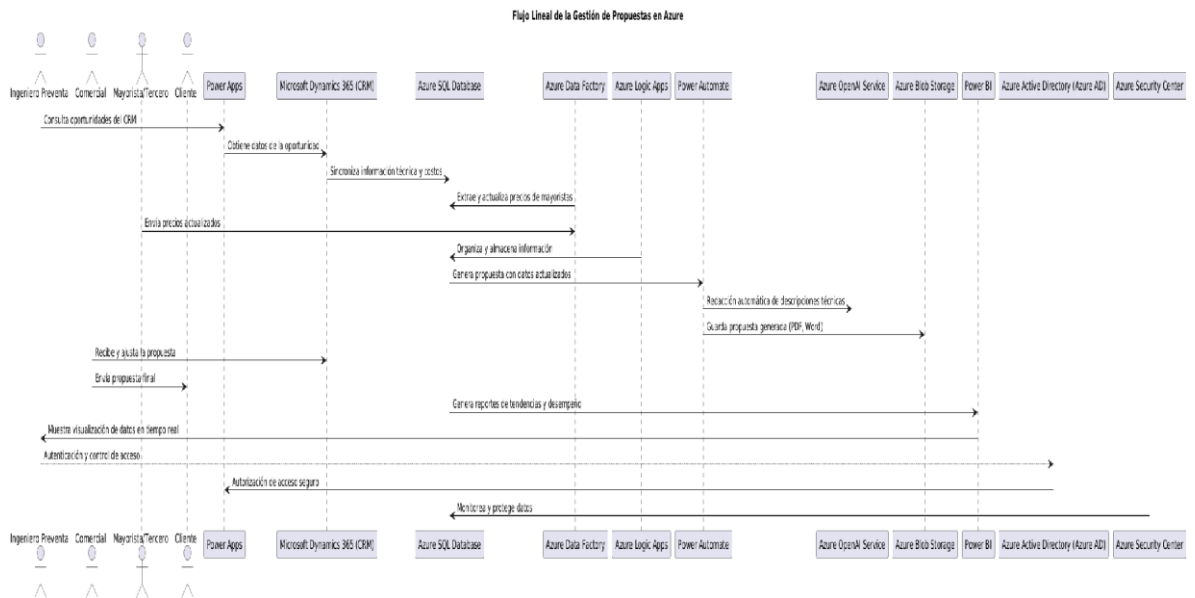 Flujo Lineal de la Gestión de Propuestas en Azure
Ingeniero Preventa
Comercial
Mayorista/Tercero
Cliente
Power Apps
Microsoft Dynamics 365 (CRM)
Azure SQL Database
Azure Data Factory
Azure Logic Apps
Power Automate
Azure OpenAI Service
Azure Blob Storage
Power BI
Azure Active Directory (Azure AD)
Azure Security Center
Consulta oportunidades del CRM
Obtiene datos de la oportunidad
Sincroniza información técnica y costos
Extrae y actualiza precios de mayoristas
Envía precios actualizados
Organiza y almacena información
Genera propuesta con datos actualizados
Redacción automática de descripciones técnicas
Guarda propuesta generada (PDF, Word)
Recibe y ajusta la propuesta
Envía propuesta final
Genera reportes de tendencias y desempeño
Muestra visualización de datos en tiempo real
Autenticación y control de acceso
Autorización de acceso seguro
Monitorea y protege datos
Ingeniero Preventa
Comercial
Mayorista/Tercero
Cliente
Power Apps
Microsoft Dynamics 365 (CRM)
Azure SQL Database
Azure Data Factory
Azure Logic Apps
Power Automate
Azure OpenAI Service
Azure Blob Storage
Power BI
Azure Active Directory (Azure AD)
Azure Security Center